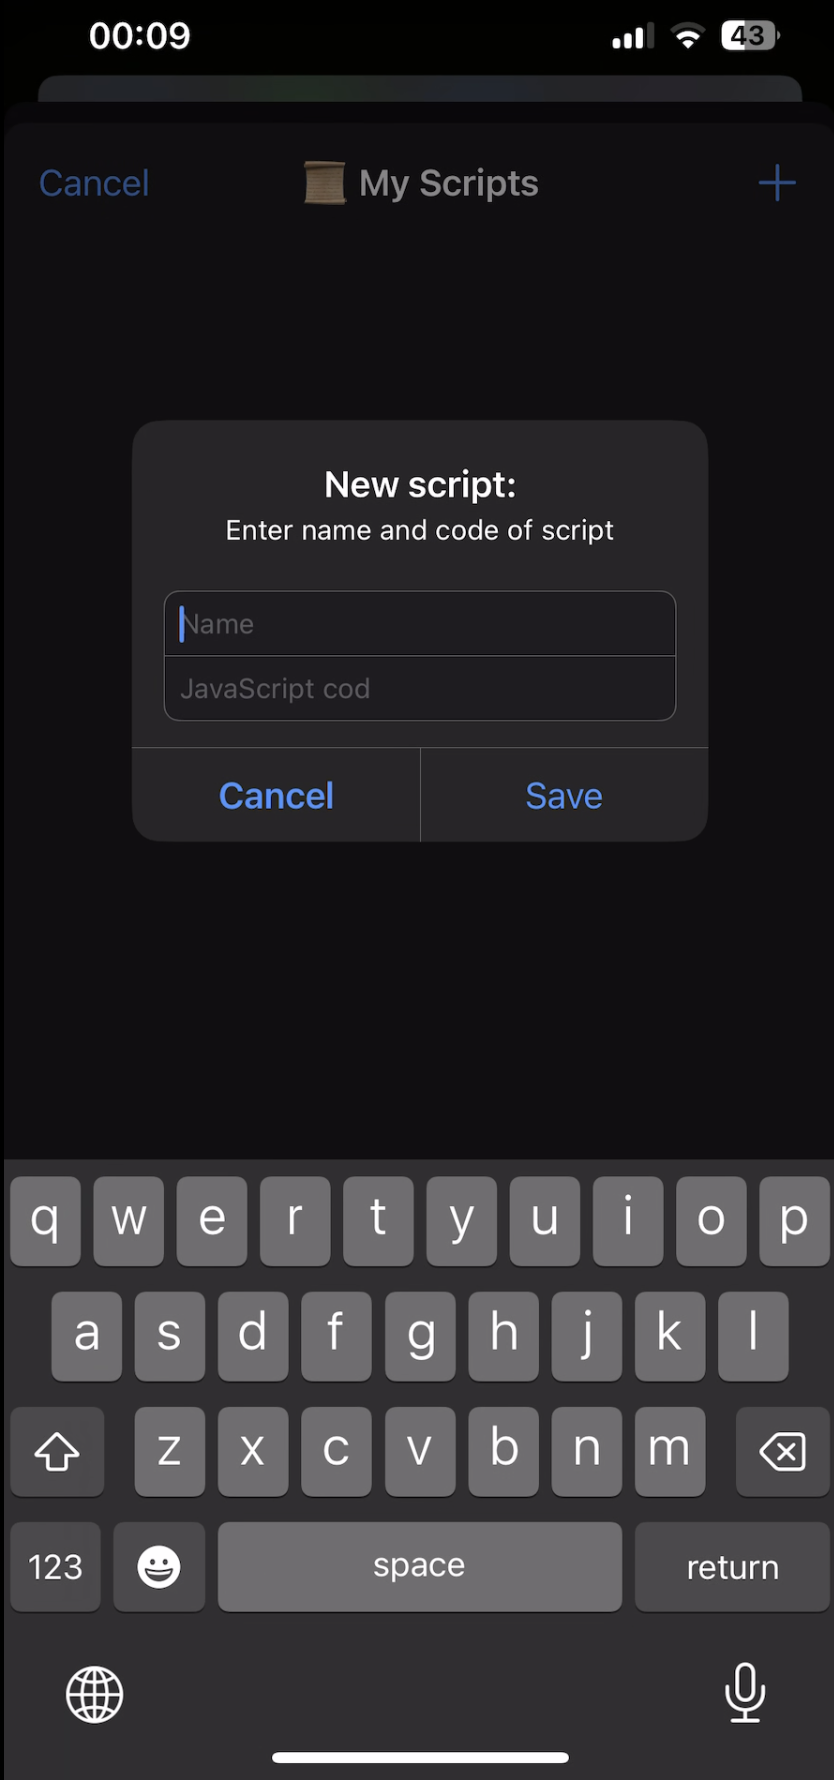 00:09
43
Cancel My Scripts +
New script:
Enter name and code of script
Name
JavaScript cod
Cancel Save
q w e r t y u i o p
a s d f g h j k l
z x c v b n m
123 space return